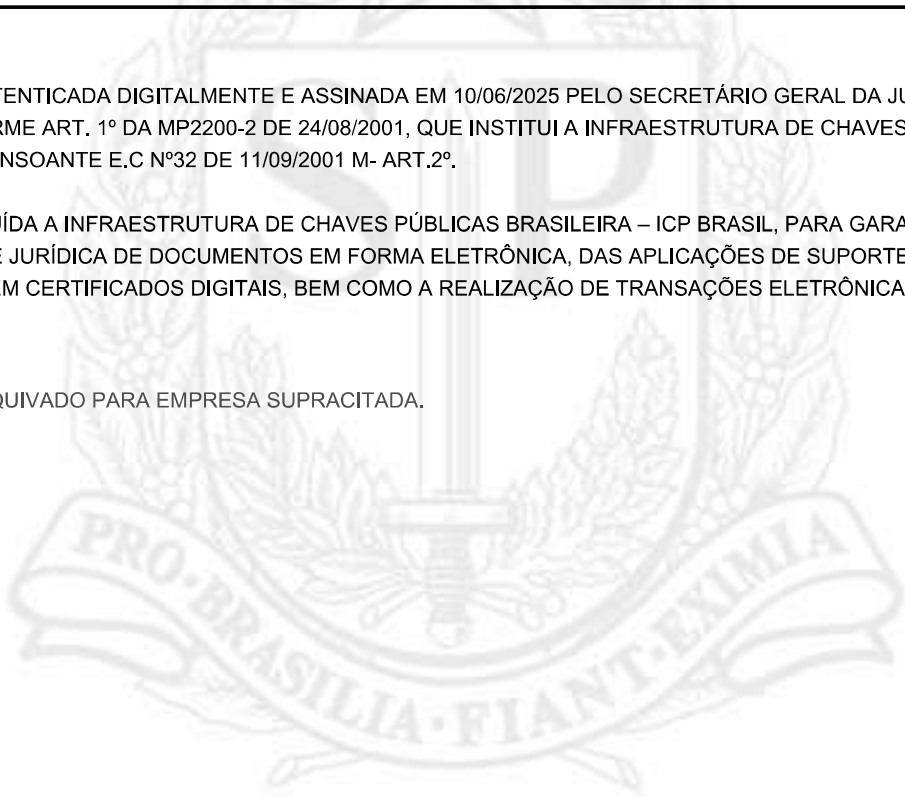 TENTICADA DIGITALMENTE E ASSINADA EM 10/06/2025 PELO SECRETÁRIO GERAL DA JU
RME ART. 1º DA MP2200-2 DE 24/08/2001, QUE INSTITUI A INFRAESTRUTURA DE CHAVES
NSOANTE E.C Nº32 DE 11/09/2001 M- ART.2º.
UÍDA A INFRAESTRUTURA DE CHAVES PÚBLICAS BRASILEIRA – ICP BRASIL, PARA GARA
E JURÍDICA DE DOCUMENTOS EM FORMA ELETRÔNICA, DAS APLICAÇÕES DE SUPORTE
EM CERTIFICADOS DIGITAIS, BEM COMO A REALIZAÇÃO DE TRANSAÇÕES ELETRÔNICA
QUIVADO PARA EMPRESA SUPRACITADA.
SP
PRO·BRASILIA·FIANT·EXIMIA